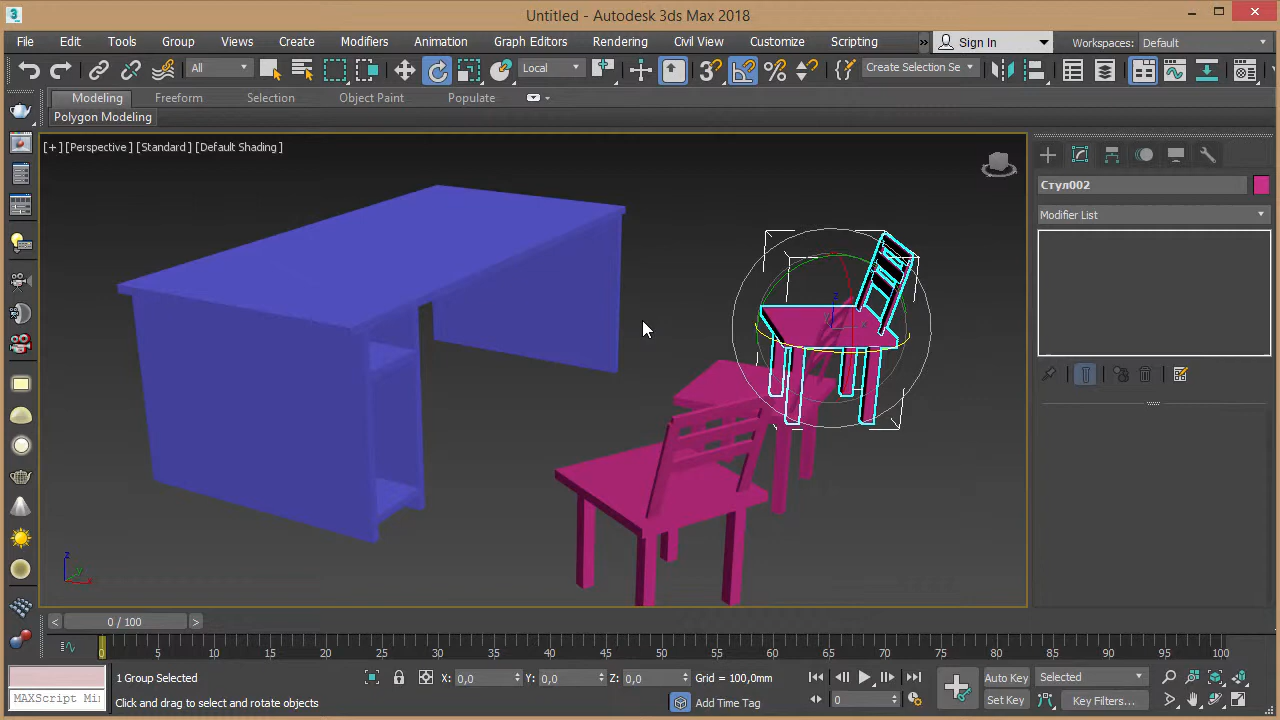 Untitled - Autodesk 3ds Max 2018
File Edit Tools Group Views Create Modifiers Animation Graph Editors Rendering Civil View Customize Scripting » Sign In Workspaces: Default
All Local Create Selection Se
Modeling Freeform Selection Object Paint Populate
Polygon Modeling
[+] [Perspective ] [Standard ] [Default Shading ]
Стул002
Modifier List
z
z y x
< 0 / 100 >
0 5 10 15 20 25 30 35 40 45 50 55 60 65 70 75 80 85 90 95 100
1 Group Selected X: 0,0 Y: 0,0 Z: 0,0 Grid = 100,0mm Auto Key Selected
MAXScript Mi Click and drag to select and rotate objects Add Time Tag 0 Set Key Key Filters...